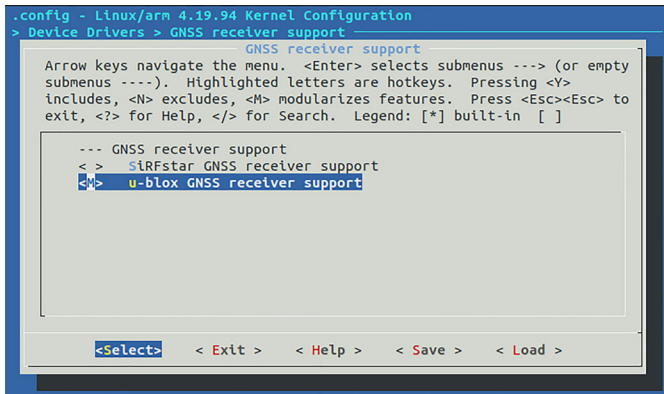 .config - Linux/arm 4.19.94 Kernel Configuration
> Device Drivers > GNSS receiver support
GNSS receiver support
Arrow keys navigate the menu.  <Enter> selects submenus ---> (or empty
submenus ----).  Highlighted letters are hotkeys.  Pressing <Y>
includes, <N> excludes, <M> modularizes features.  Press <Esc><Esc> to
exit, <?> for Help, </> for Search.  Legend: [*] built-in  [ ]
--- GNSS receiver support
< >   SiRFstar GNSS receiver support
<M>   u-blox GNSS receiver support
<Select>    < Exit >    < Help >    < Save >    < Load >